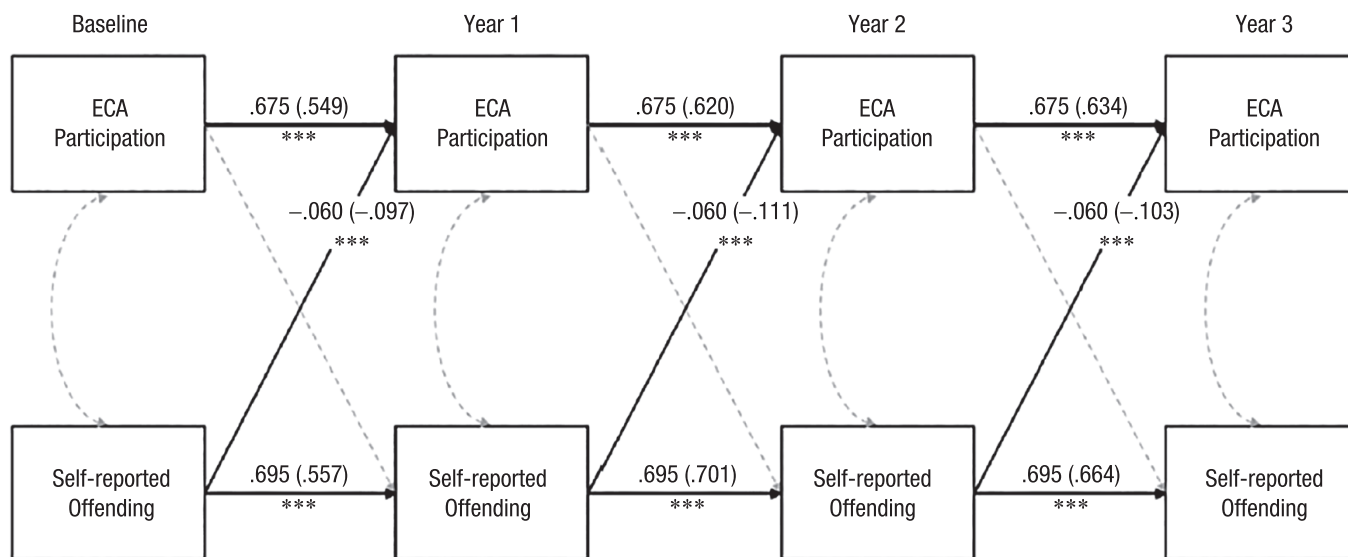 Baseline
Year 1
Year 2
Year 3
ECA
Participation
.675 (.549)
***
ECA
Participation
.675 (.620)
***
ECA
Participation
.675 (.634)
***
ECA
Participation
–.060 (–.097)
***
–.060 (–.111)
***
–.060 (–.103)
***
Self-reported
Offending
.695 (.557)
***
Self-reported
Offending
.695 (.701)
***
Self-reported
Offending
.695 (.664)
***
Self-reported
Offending